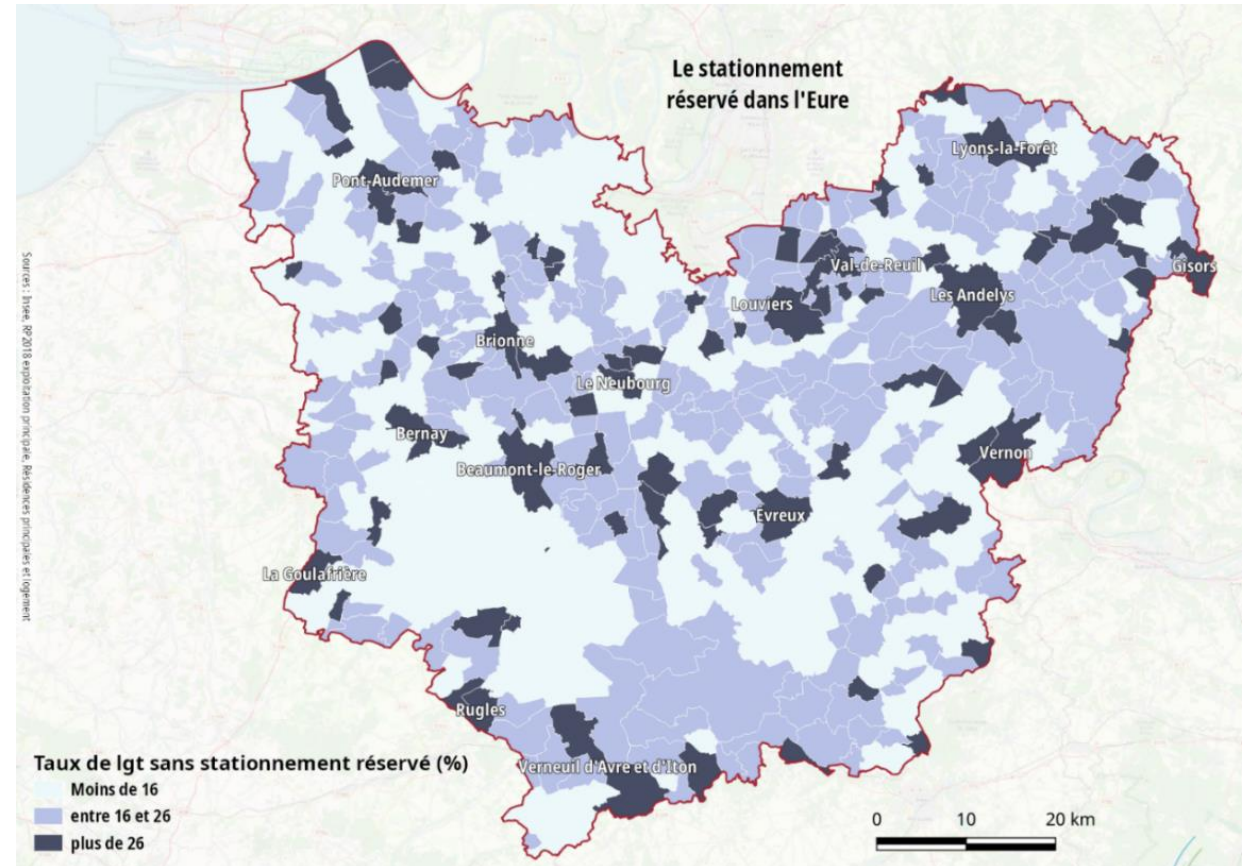 Le stationnement
réservé dans l'Eure
Lyons-la-Forêt
Pont-Audemer
Val-de-Reuil
Gisors
Les Andelys
Louviers
Brionne
Le Neubourg
Bernay
Vernon
Beaumont-le-Roger
Evreux
La Goulafrière
Rugles
Verneuil d'Avre et d'Iton
Sources : Insee, RP2018 exploitation principale, Résidences principales et logement
Taux de lgt sans stationnement réservé (%)
Moins de 16
entre 16 et 26
plus de 26
0 10 20 km